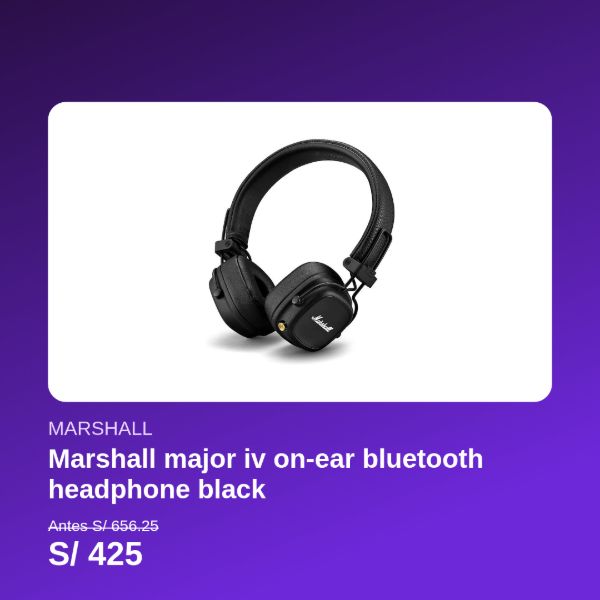 Marshall
MARSHALL
Marshall major iv on-ear bluetooth
headphone black
Antes S/ 656.25
S/ 425